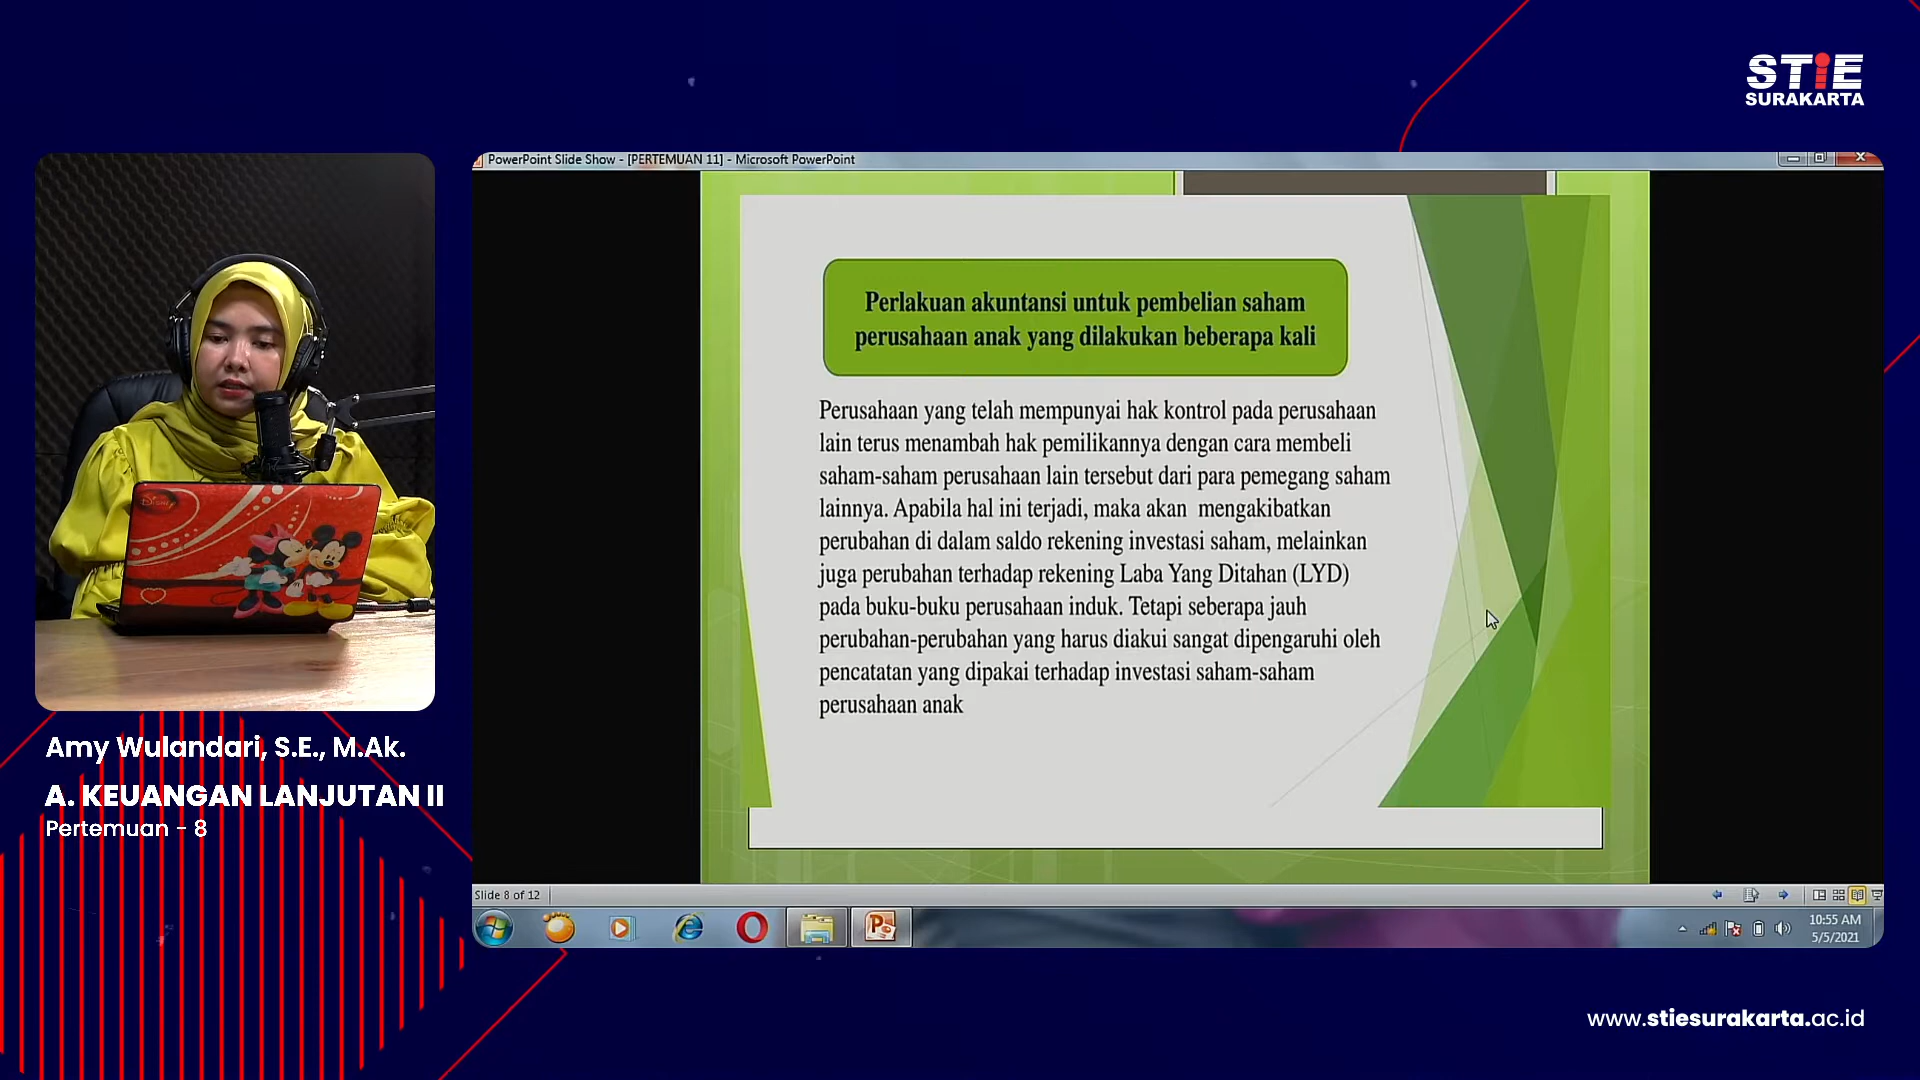 STiE
SURAKARTA
PowerPoint Slide Show - [PERTEMUAN 11] - Microsoft PowerPoint
Perlakuan akuntansi untuk pembelian saham
perusahaan anak yang dilakukan beberapa kali
Perusahaan yang telah mempunyai hak kontrol pada perusahaan
lain terus menambah hak pemilikannya dengan cara membeli
saham-saham perusahaan lain tersebut dari para pemegang saham
lainnya. Apabila hal ini terjadi, maka akan mengakibatkan
perubahan di dalam saldo rekening investasi saham, melainkan
juga perubahan terhadap rekening Laba Yang Ditahan (LYD)
pada buku-buku perusahaan induk. Tetapi seberapa jauh
perubahan-perubahan yang harus diakui sangat dipengaruhi oleh
pencatatan yang dipakai terhadap investasi saham-saham
perusahaan anak
Disney
Amy Wulandari, S.E., M.Ak.
A. KEUANGAN LANJUTAN II
Pertemuan - 8
Slide 8 of 12
10:55 AM
5/5/2021
www.stiesurakarta.ac.id